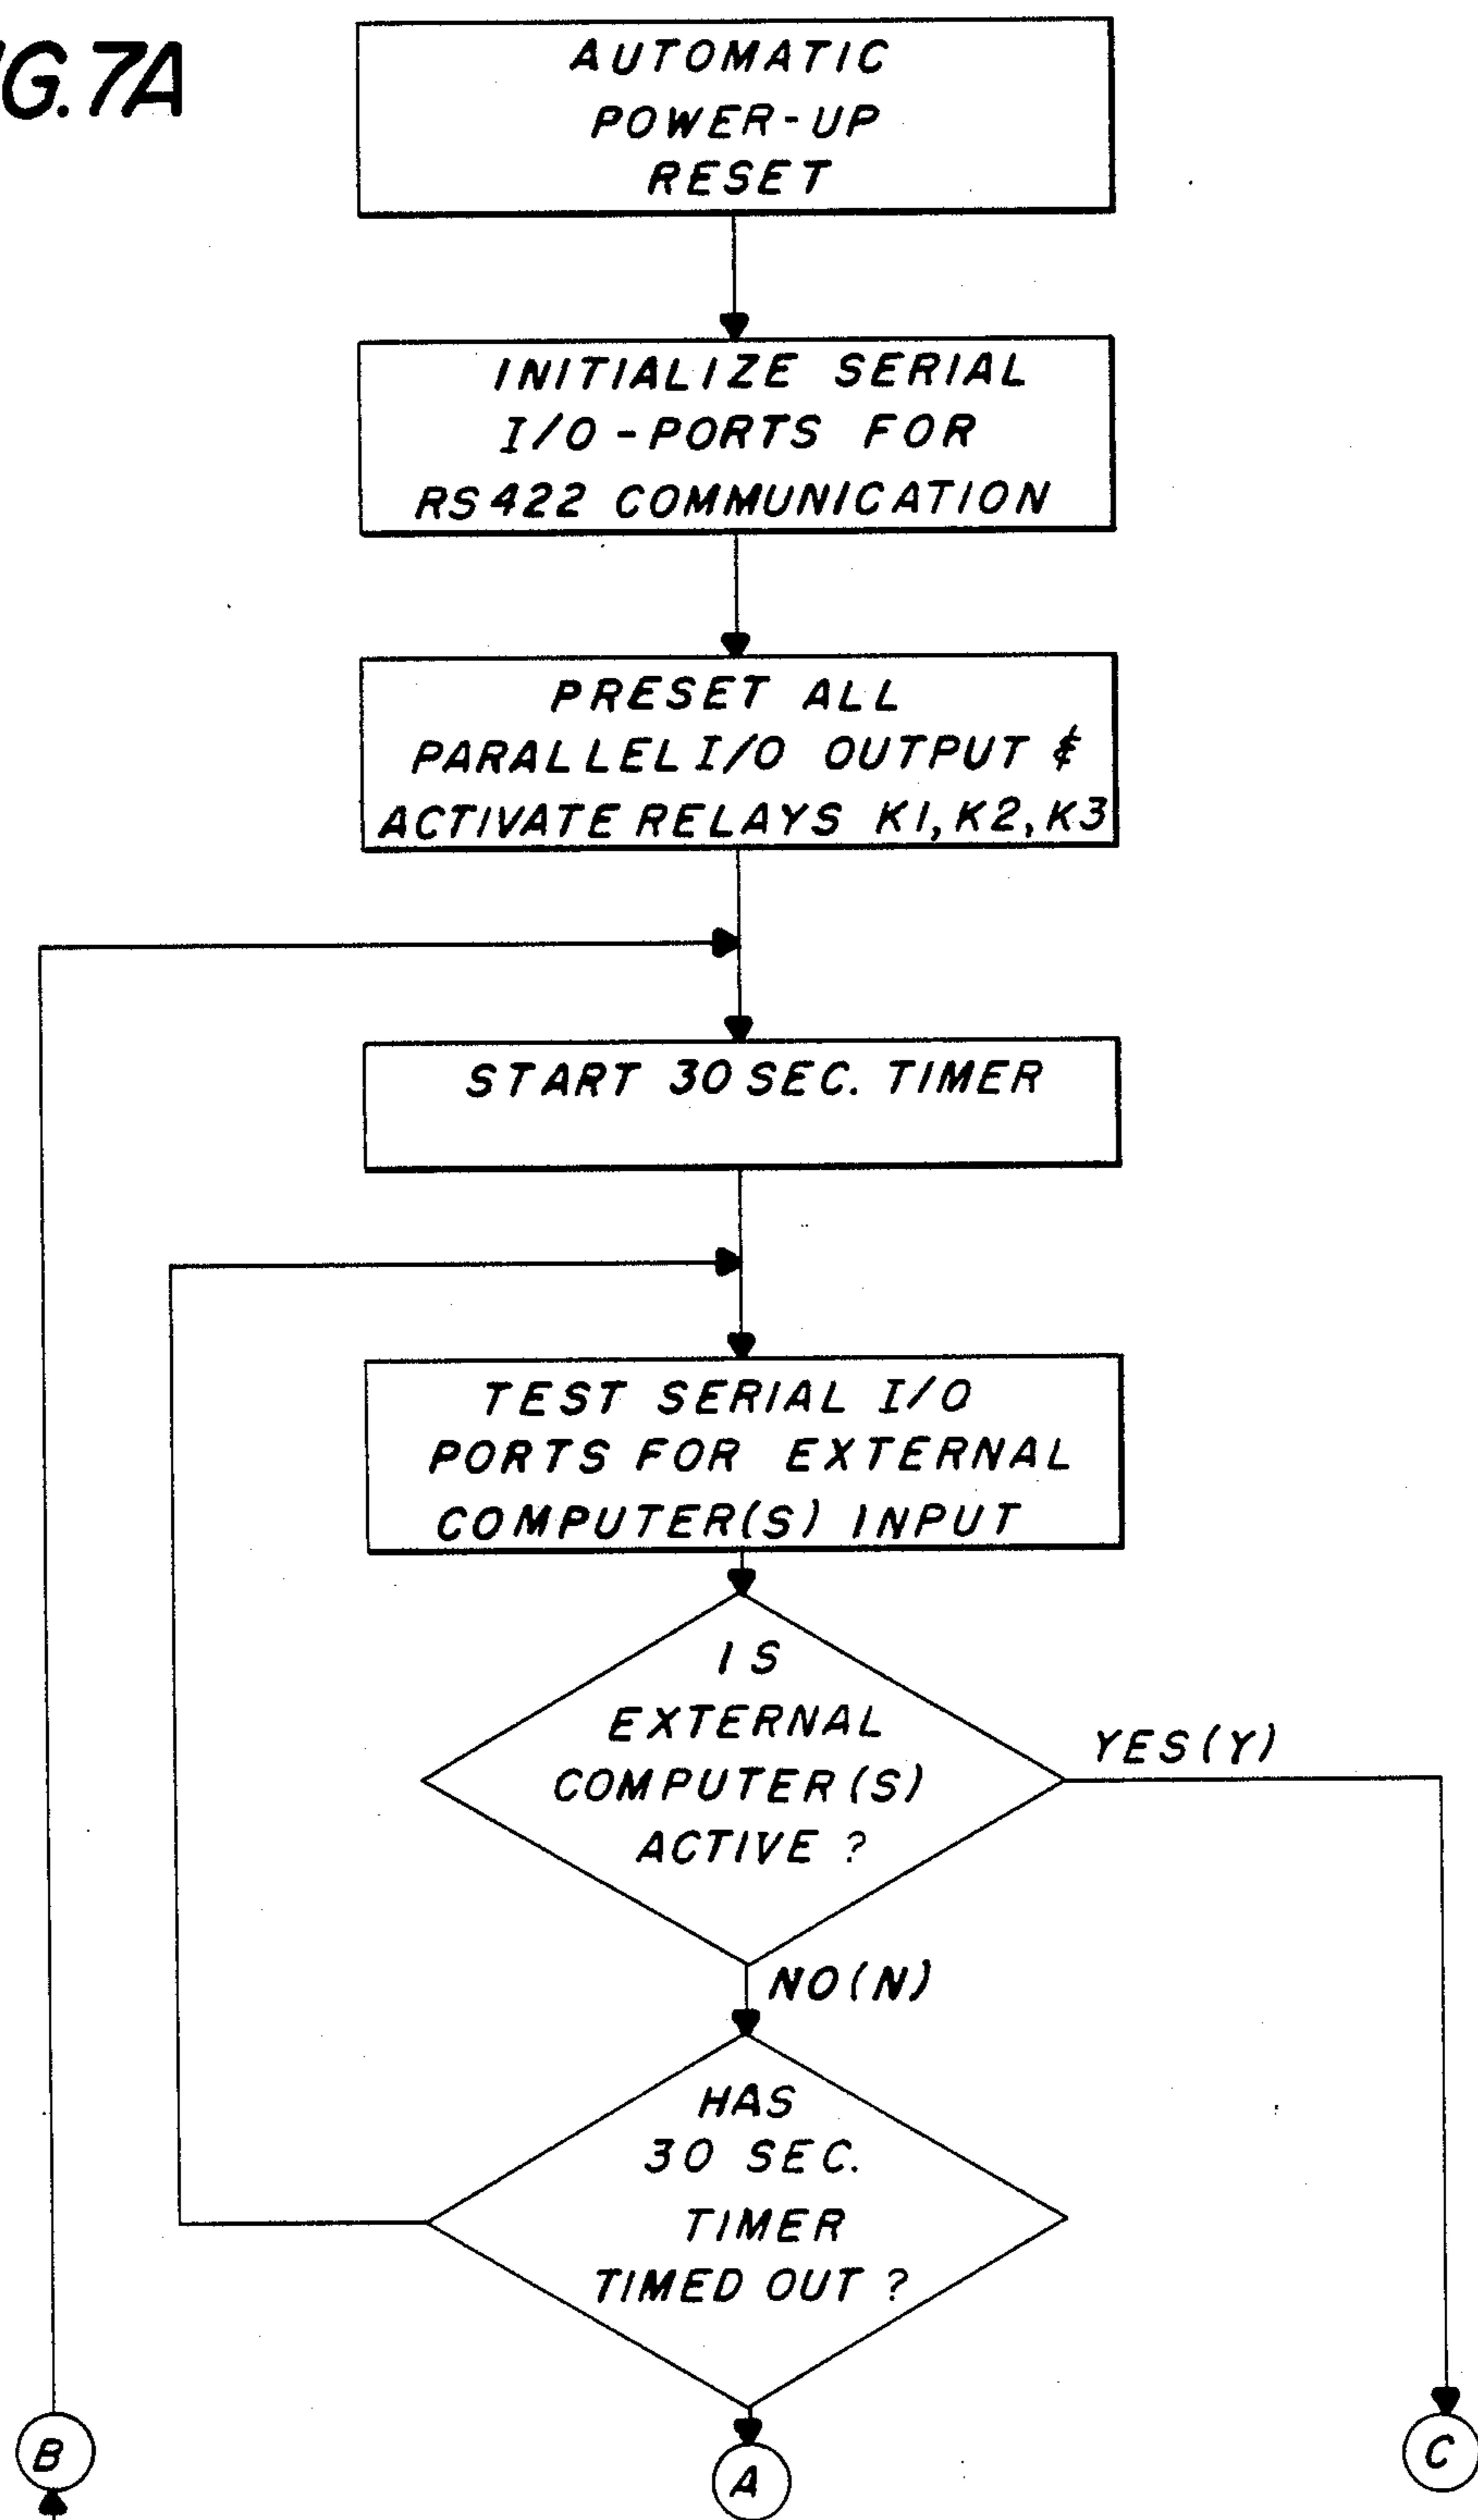 G.7A
AUTOMATIC
POWER-UP
RESET
INITIALIZE SERIAL
I/O-PORTS FOR
RS422 COMMUNICATION
PRESET ALL
PARALLEL I/O OUTPUT &
ACTIVATE RELAYS K1,K2,K3
START 30 SEC. TIMER
TEST SERIAL I/O
PORTS FOR EXTERNAL
COMPUTER(S) INPUT
IS
EXTERNAL
COMPUTER(S)
ACTIVE ?
YES(Y)
NO(N)
HAS
30 SEC.
TIMER
TIMED OUT ?
B
A
C